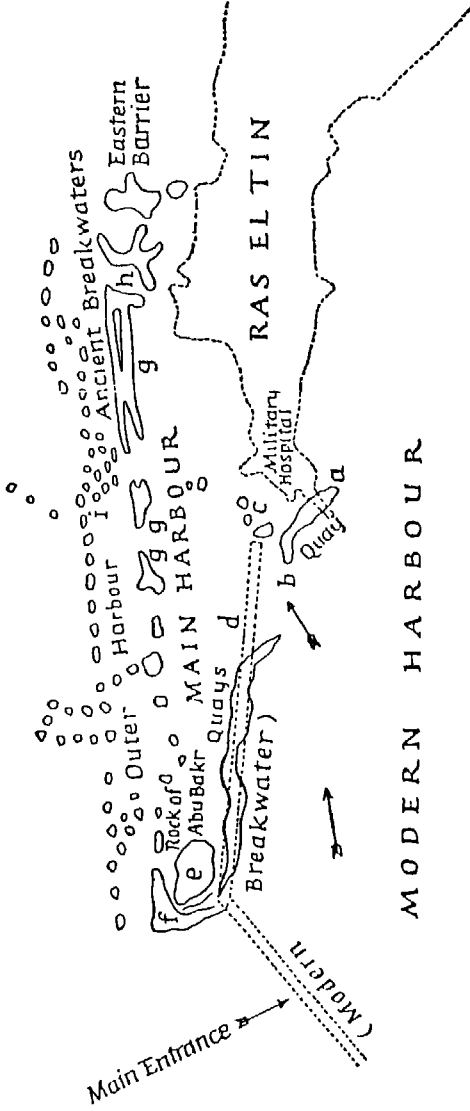 Ancient Breakwaters
Eastern
Barrier
h
g
i
g
g
Outer
Harbour
MAIN HARBOUR
RAS EL TIN
Military
Hospital
c
a
b
Quay
d
Quays
Rock of
Abu Bakr
e
f
(Modern
Breakwater)
Main Entrance
MODERN HARBOUR